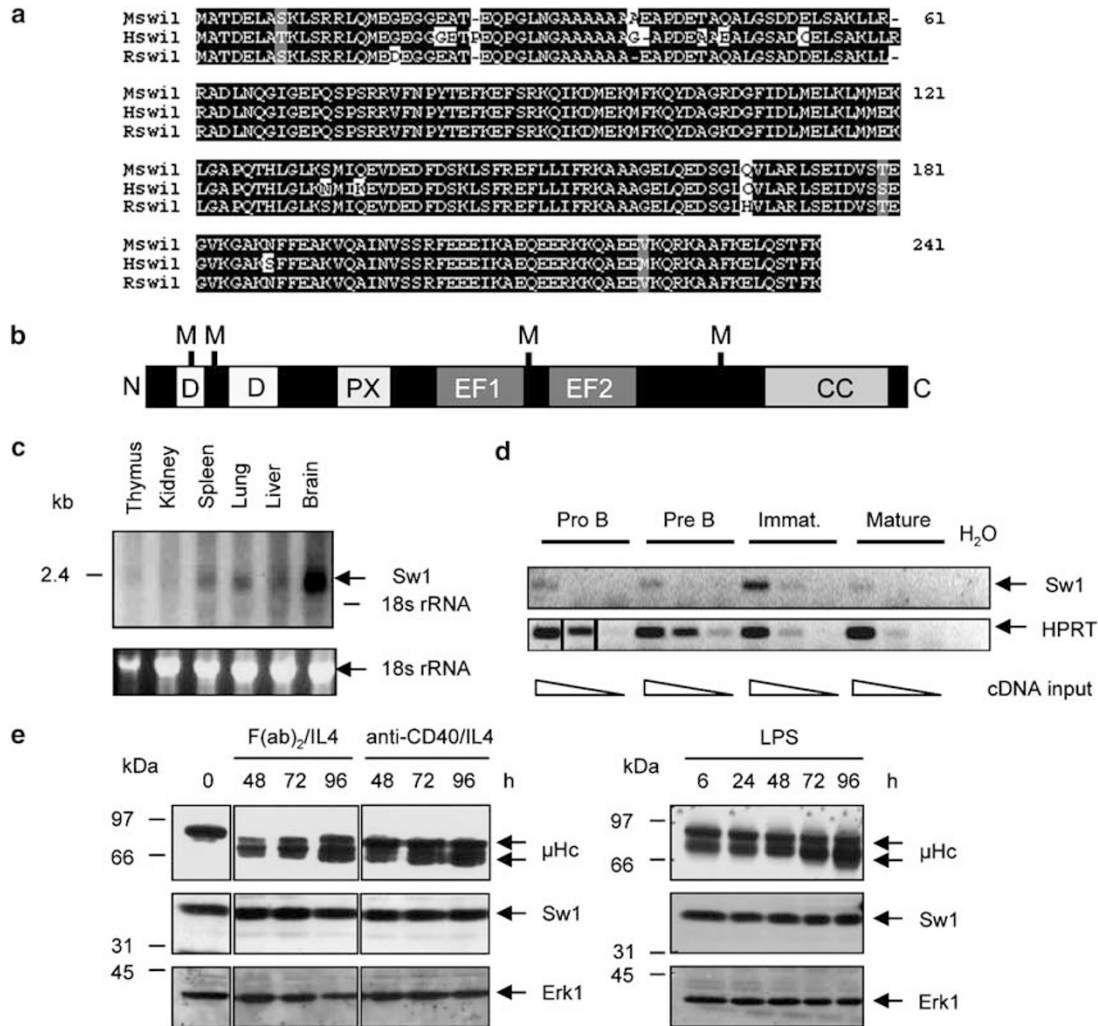 a
Mswi1 MATDELASKLSRRLQMEGEGGEAT-EQPGLNGAAAAAAAEAPDETAQALGSDDELSAKLLR- 61
Hswi1 MATDELATKLSRRLQMEGEGGGETPEQPGLNGAAAAAAG-APDEAAEALGSADCELSAKLLR
Rswi1 MATDELASKLSRRLQMEDEGGEAT-EQPGLNGAAAAAA-EAPDETAQALGSDDELSAKLLR-
Mswi1 RADLNQGIGEPQSPSRRVFNPYTEFKEFSRKQIKDMEKMFKQYDAGRDGFIDLMELKLMMEK 121
Hswi1 RADLNQGIGEPQSPSRRVFNPYTEFKEFSRKQIKDMEKMFKQYDAGRDGFIDLMELKLMMEK
Rswi1 RADLNQGIGEPQSPSRRVFNPYTEFKEFSRKQIKDMEKMFKQYDAGKDGFIDLMELKLMMEK
Mswi1 LGAPQTHLGLKSMIQEVDEDFDSKLSFREFLLIFRKAAAGELQEDSGLQVLARLSEIDVSTE 181
Hswi1 LGAPQTHLGLKNMIKEVDEDFDSKLSFREFLLIFRKAAAGELQEDSGLCVLARLSEIDVSSE
Rswi1 LGAPQTHLGLKSMIQEVDEDFDSKLSFREFLLIFRKAAAGELQEDSGLHVLARLSEIDVSTE
Mswi1 GVKGAKNFFEAKVQAINVSSRFEEEIKAEQEERKKQAEEVKQRKAAFKELQSTFK 241
Hswi1 GVKGAKSFFEAKVQAINVSSRFEEEIKAEQEERKKQAEEMKQRKAAFKELQSTFK
Rswi1 GVKGAKNFFEAKVQAINVSSRFEEEIKAEQEERKKQAEEVKQRKAAFKELQSTFK
b
M M M M
N D D PX EF1 EF2 CC C
c
Thymus Kidney Spleen Lung Liver Brain
kb
2.4 Sw1
18s rRNA
18s rRNA
d
Pro B Pre B Immat. Mature H2O
Sw1
HPRT
cDNA input
e
F(ab)2/IL4 anti-CD40/IL4
kDa 0 48 72 96 48 72 96 h
97
66 µHc
Sw1
31
45
Erk1
LPS
kDa 6 24 48 72 96 h
97
66 µHc
Sw1
31
45
Erk1